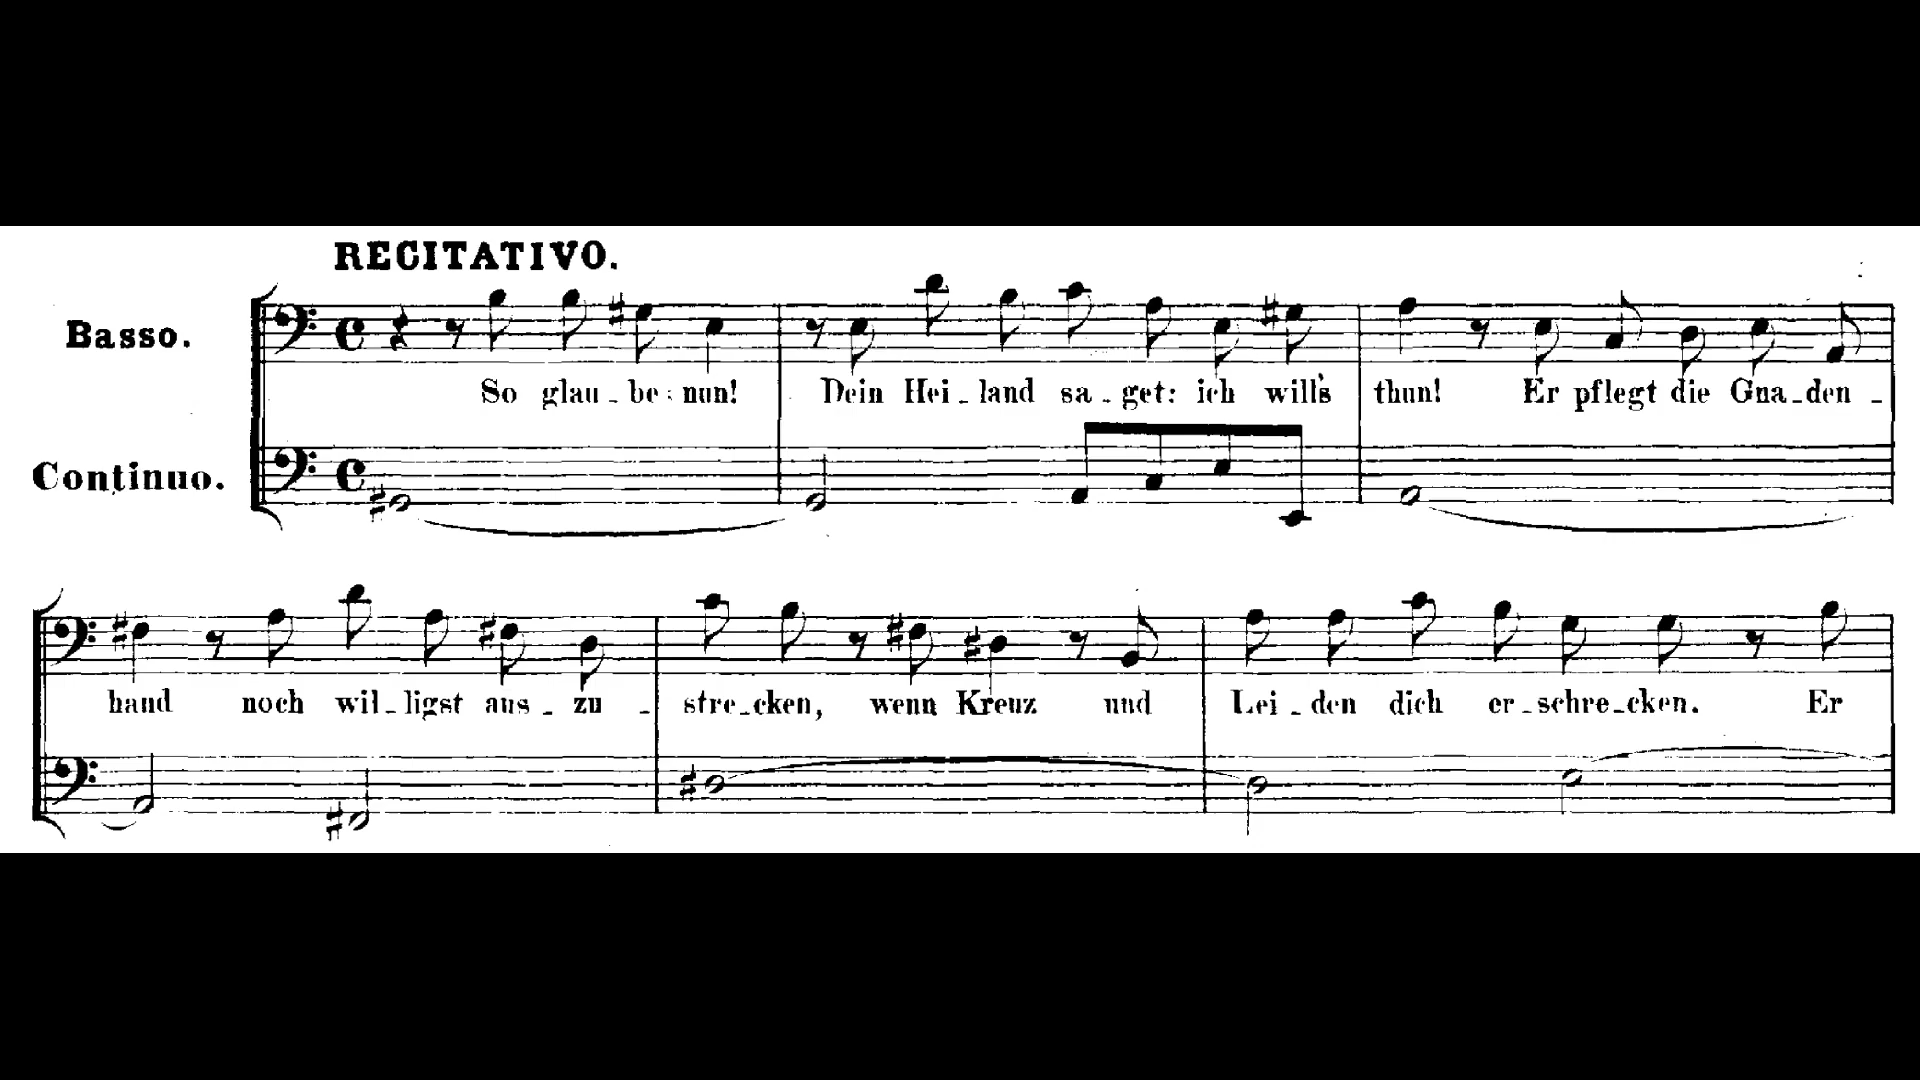 RECITATIVO.
Basso.
So glau-be nun! Dein Hei-land sa-get: ich will's thun! Er pflegt die Gna-den-
Continuo.
hand noch wil-ligst aus-zu-stre-cken, wenn Kreuz und Lei-den dich er-schre-cken. Er